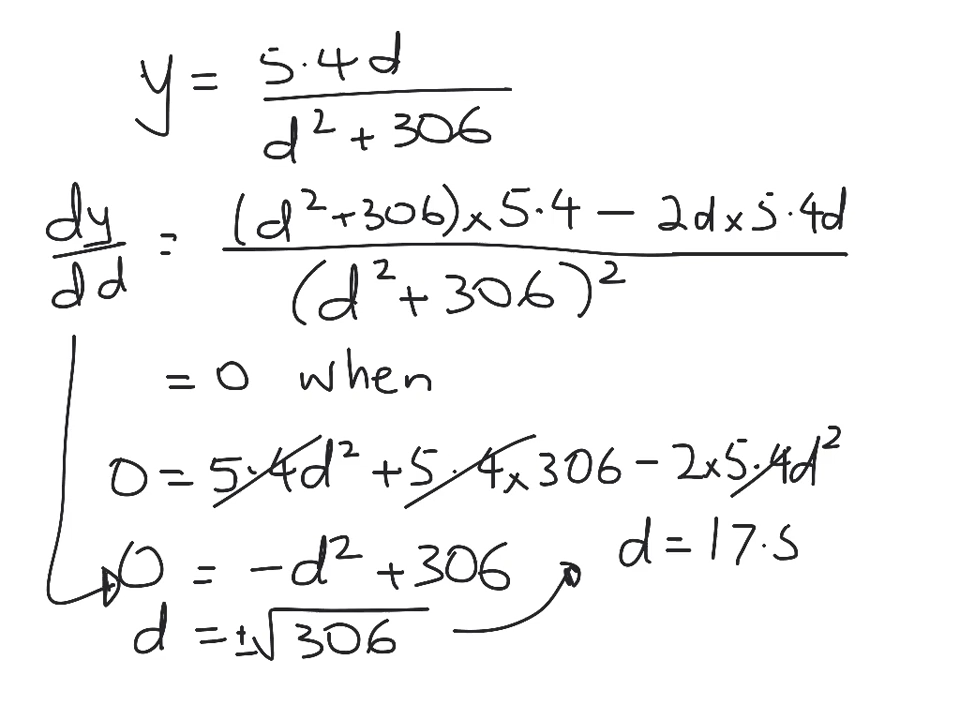 y = 5.4d / (d² + 306)
dy/dd = ((d²+306)×5.4 − 2d×5.4d) / (d²+306)²
= 0 when
0 = 5.4d² + 5.4×306 − 2×5.4d²
0 = −d² + 306
d = ±√306
d = 17.5